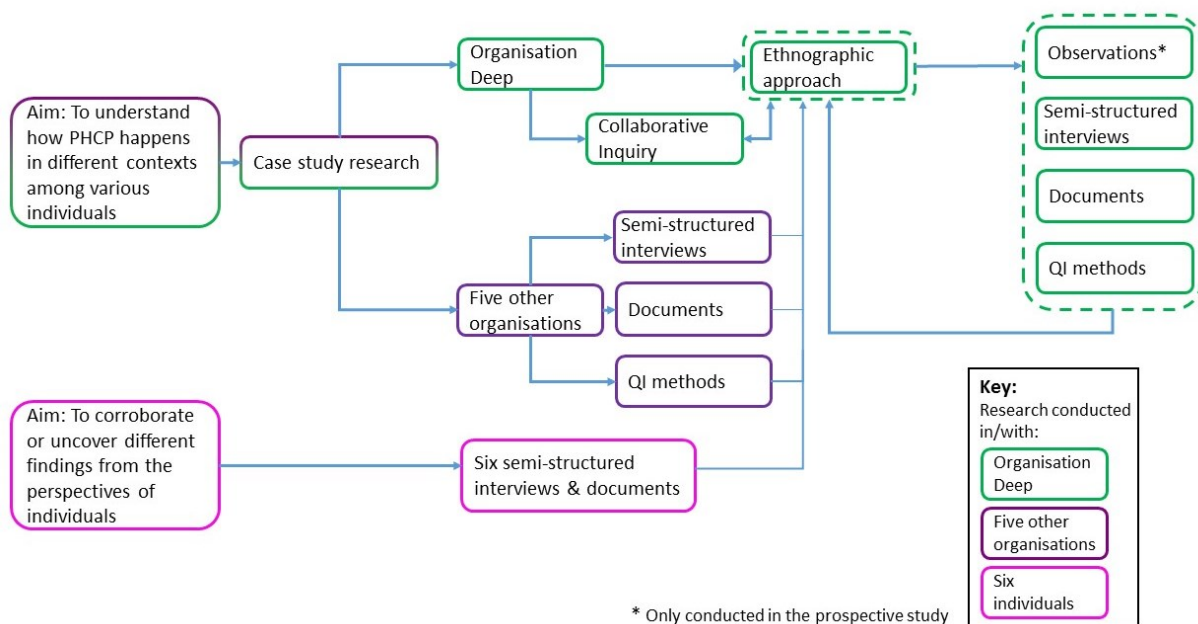 Aim: To understand
how PHCP happens
in different contexts
among various
individuals
Case study research
Organisation
Deep
Collaborative
Inquiry
Ethnographic
approach
Observations*
Semi-structured
interviews
Documents
QI methods
Five other
organisations
Semi-structured
interviews
Documents
QI methods
Aim: To corroborate
or uncover different
findings from the
perspectives of
individuals
Six semi-structured
interviews & documents
Key:
Research conducted
in/with:
Organisation
Deep
Five other
organisations
Six
individuals
* Only conducted in the prospective study